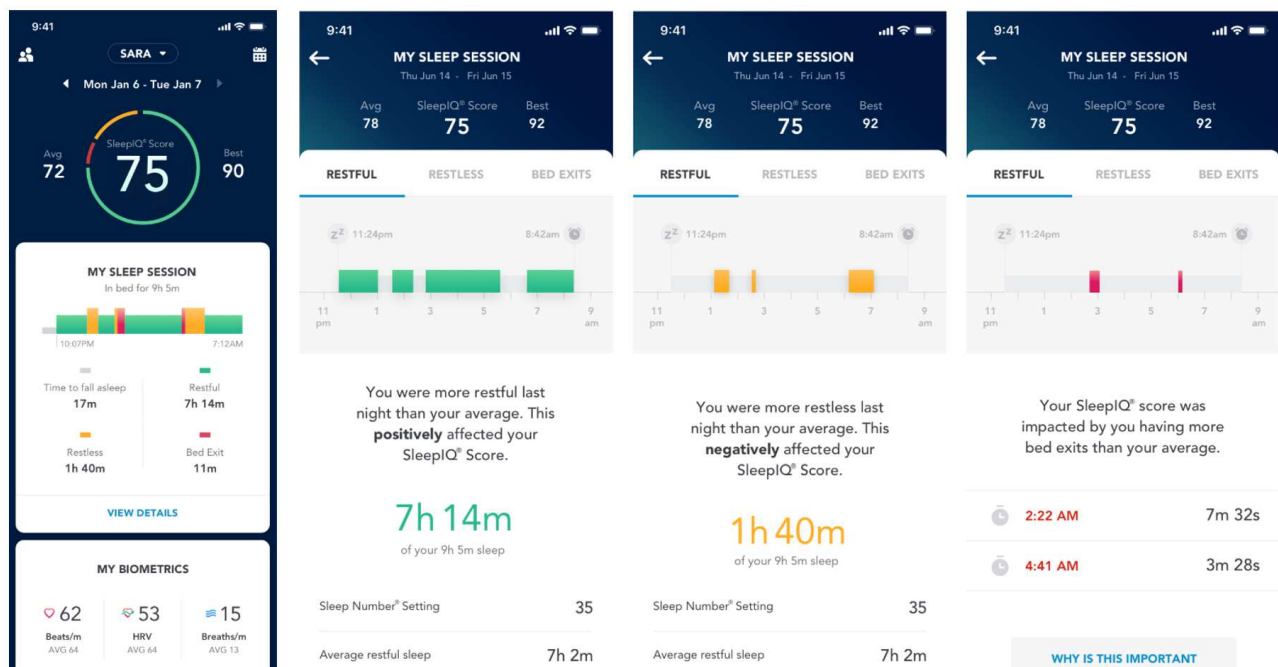 9:41
SARA
Mon Jan 6 - Tue Jan 7
SleepIQ® Score
75
Avg
72
Best
90
MY SLEEP SESSION
In bed for 9h 5m
10:07PM
7:12AM
Time to fall asleep
17m
Restful
7h 14m
Restless
1h 40m
Bed Exit
11m
VIEW DETAILS
MY BIOMETRICS
62
Beats/m
AVG 64
53
HRV
AVG 64
15
Breaths/m
AVG 13
9:41
MY SLEEP SESSION
Thu Jun 14 - Fri Jun 15
Avg
78
SleepIQ® Score
75
Best
92
RESTFUL
RESTLESS
BED EXITS
zZ 11:24pm
8:42am
11 pm
1
3
5
7
9 am
You were more restful last
night than your average. This
positively affected your
SleepIQ® Score.
7h 14m
of your 9h 5m sleep
Sleep Number® Setting
35
Average restful sleep
7h 2m
9:41
MY SLEEP SESSION
Thu Jun 14 - Fri Jun 15
Avg
78
SleepIQ® Score
75
Best
92
RESTFUL
RESTLESS
BED EXITS
zZ 11:24pm
8:42am
11 pm
1
3
5
7
9 am
You were more restless last
night than your average. This
negatively affected your
SleepIQ® Score.
1h 40m
of your 9h 5m sleep
Sleep Number® Setting
35
Average restful sleep
7h 2m
9:41
MY SLEEP SESSION
Thu Jun 14 - Fri Jun 15
Avg
78
SleepIQ® Score
75
Best
92
RESTFUL
RESTLESS
BED EXITS
zZ 11:24pm
8:42am
11 pm
1
3
5
7
9 am
Your SleepIQ® score was
impacted by you having more
bed exits than your average.
2:22 AM
7m 32s
4:41 AM
3m 28s
WHY IS THIS IMPORTANT